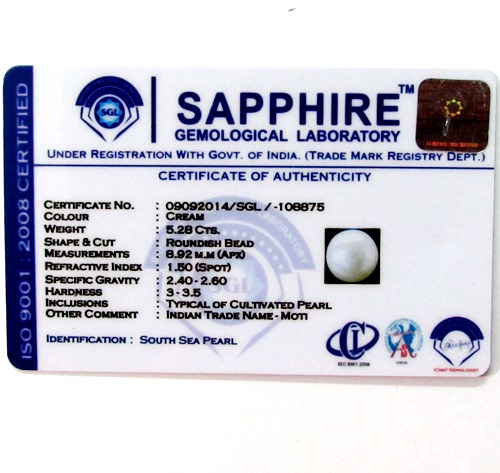 ISO 9001 : 2008 CERTIFIED
SGL
SAPPHIRE™
GEMOLOGICAL LABORATORY
UNDER REGISTRATION WITH GOVT. OF INDIA. (TRADE MARK REGISTRY DEPT.)
CERTIFICATE OF AUTHENTICITY
CERTIFICATE NO. : 09092014/SGL / -108875
COLOUR : CREAM
WEIGHT : 5.28 CTS.
SHAPE & CUT : ROUNDISH BEAD
MEASUREMENTS : 8.92 M.M (APX)
REFRACTIVE INDEX : 1.50 (SPOT)
SPECIFIC GRAVITY : 2.40 - 2.60
HARDNESS : 3 - 3.5
INCLUSIONS : TYPICAL OF CULTIVATED PEARL
OTHER COMMENT : INDIAN TRADE NAME - MOTI
IDENTIFICATION : SOUTH SEA PEARL
ISO 9001:2008
CHIEF GEMOLOGIST